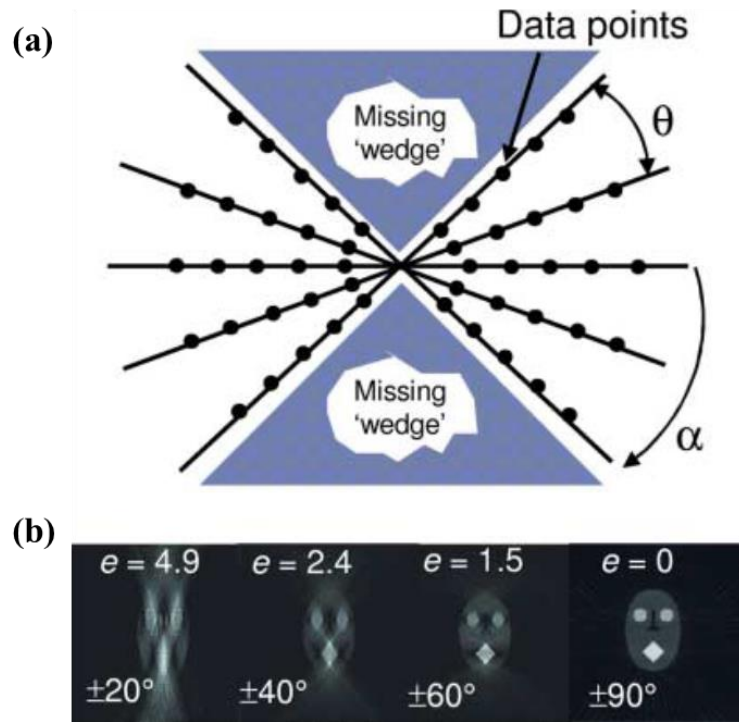 (a)
Data points
Missing
'wedge'
θ
Missing
'wedge'
α
(b)
e = 4.9
e = 2.4
e = 1.5
e = 0
±20°
±40°
±60°
±90°